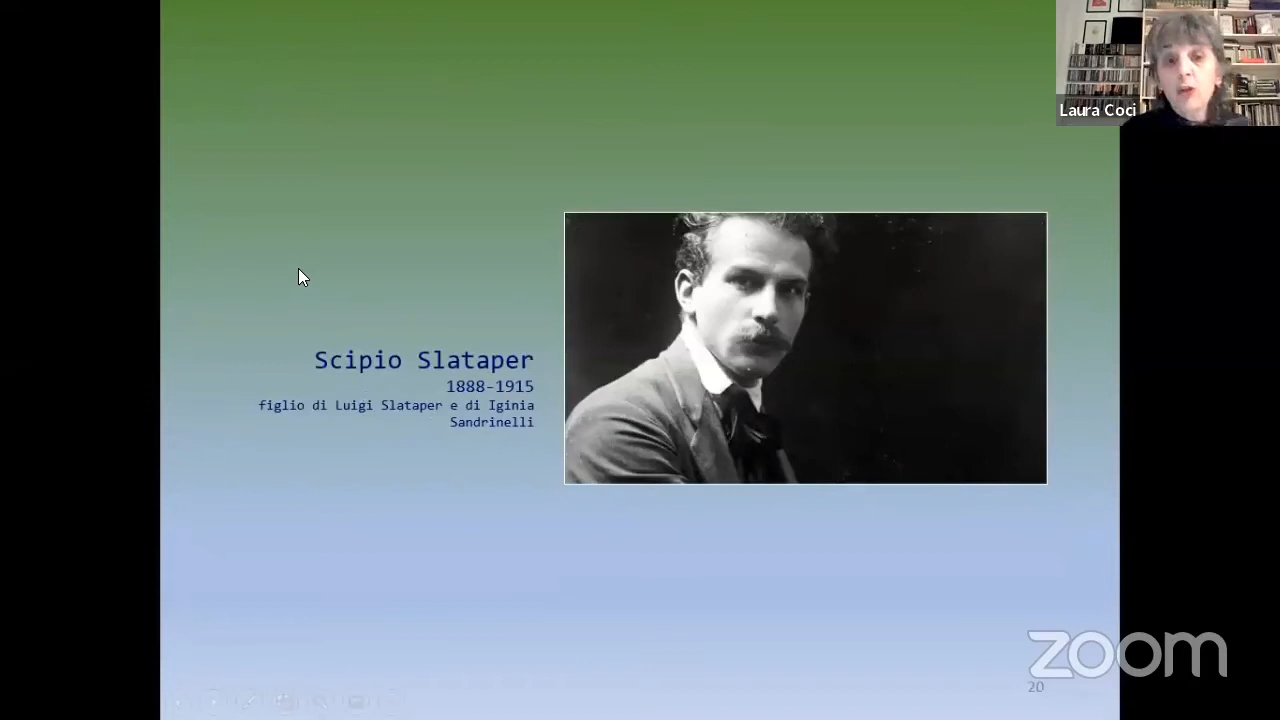 Laura Coci
Scipio Slataper
1888-1915
figlio di Luigi Slataper e di Iginia
Sandrinelli
zoom
20